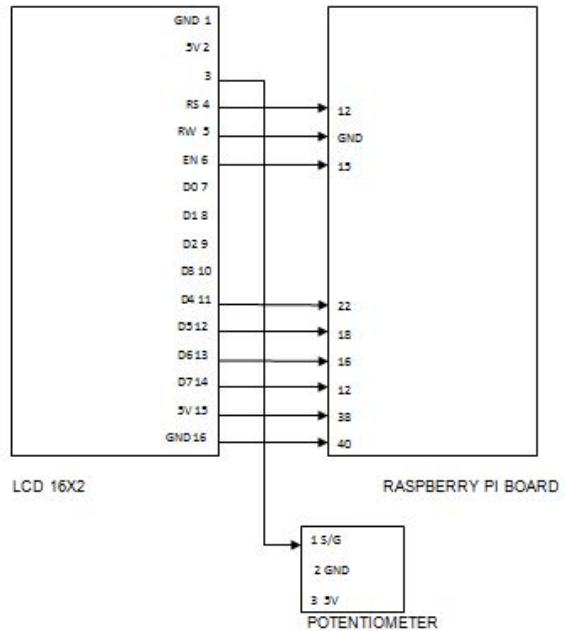 GND 1
5V 2
3
RS 4
RW 5
EN 6
D0 7
D1 8
D2 9
D3 10
D4 11
D5 12
D6 13
D7 14
5V 15
GND 16
12
GND
15
22
18
16
12
38
40
LCD 16X2
RASPBERRY PI BOARD
1 S/G
2 GND
3 5V
POTENTIOMETER